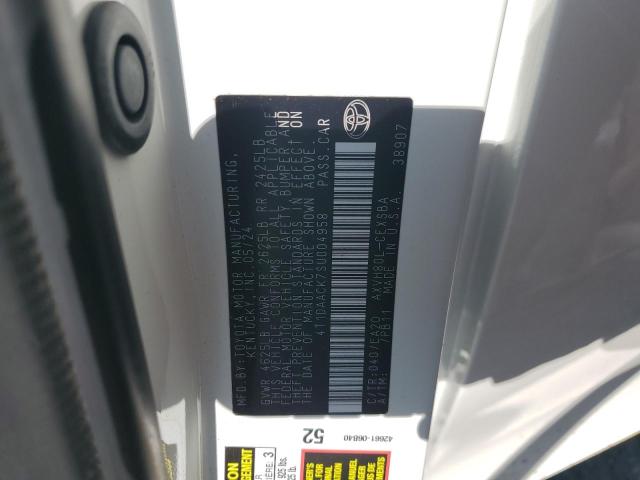 MFD. BY: TOYOTA MOTOR MANUFACTURING,
KENTUCKY, INC. 05/24
GVWR 4625LB GAWR FR 2625LB RR 2425LB
THIS VEHICLE CONFORMS TO ALL APPLICABLE
FEDERAL MOTOR VEHICLE SAFETY, BUMPER, AND
THEFT PREVENTION STANDARDS IN EFFECT ON
THE DATE OF MANUFACTURE SHOWN ABOVE.
4T1DAACK7SU004958 PASS.CAR
C/TR: 040/EA20 AXVH80L-CEXSBA
A/TM: 7PB11 MADE IN U.S.A. 38907
52
42661-06B40
3